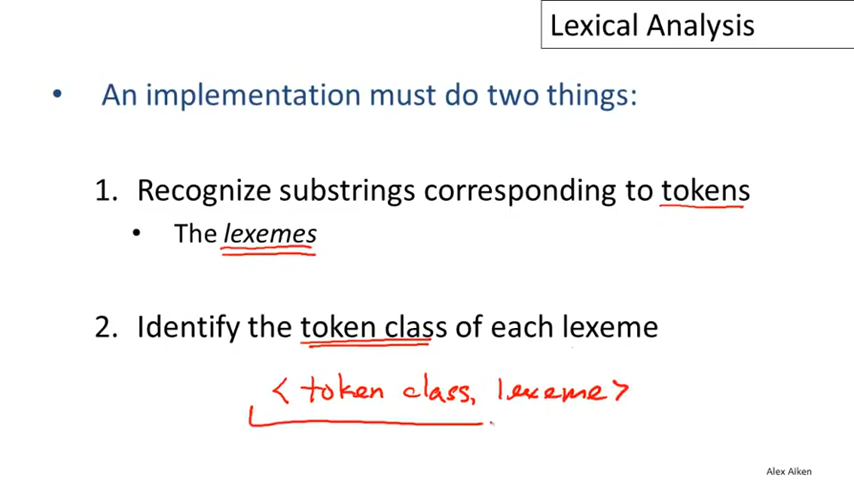 Lexical Analysis
• An implementation must do two things:
1. Recognize substrings corresponding to tokens
• The lexemes
2. Identify the token class of each lexeme
< token class, lexeme >
Alex Aiken